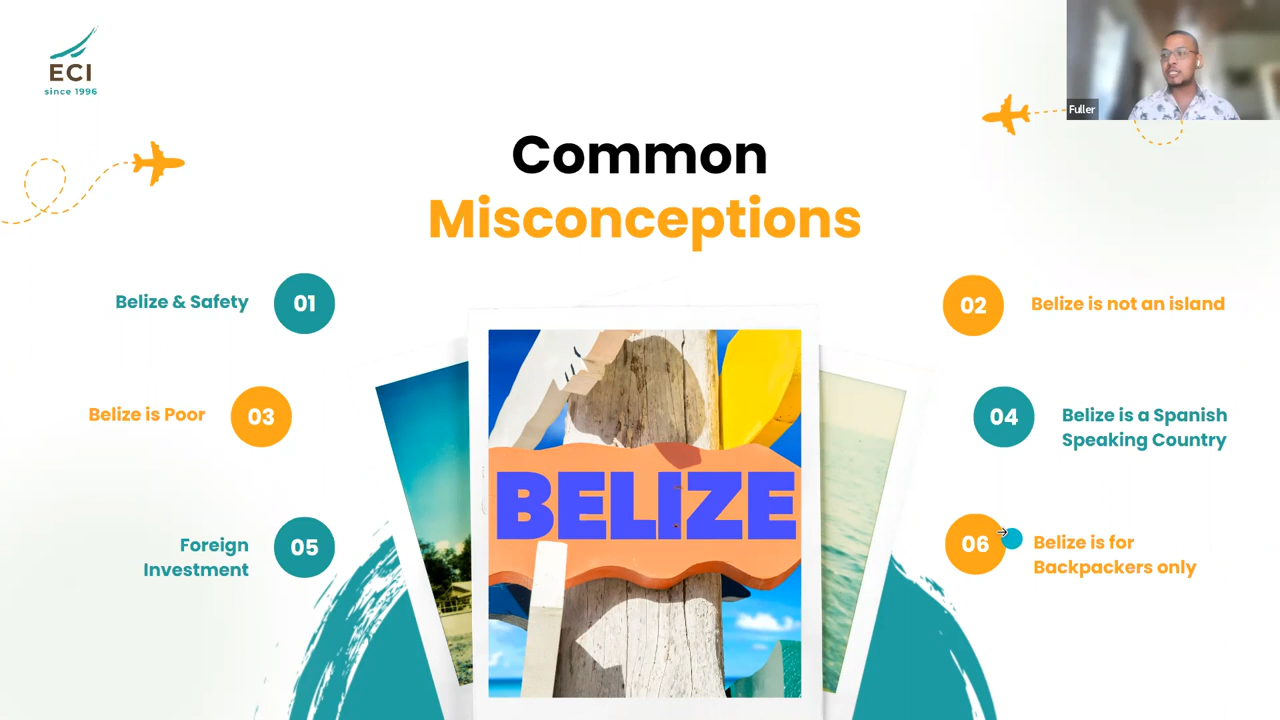 ECI
since 1996
Fuller
Common
Misconceptions
Belize & Safety
01
02
Belize is not an island
Belize is Poor
03
04
Belize is a Spanish
Speaking Country
Foreign
Investment
05
06
Belize is for
Backpackers only
BELIZE